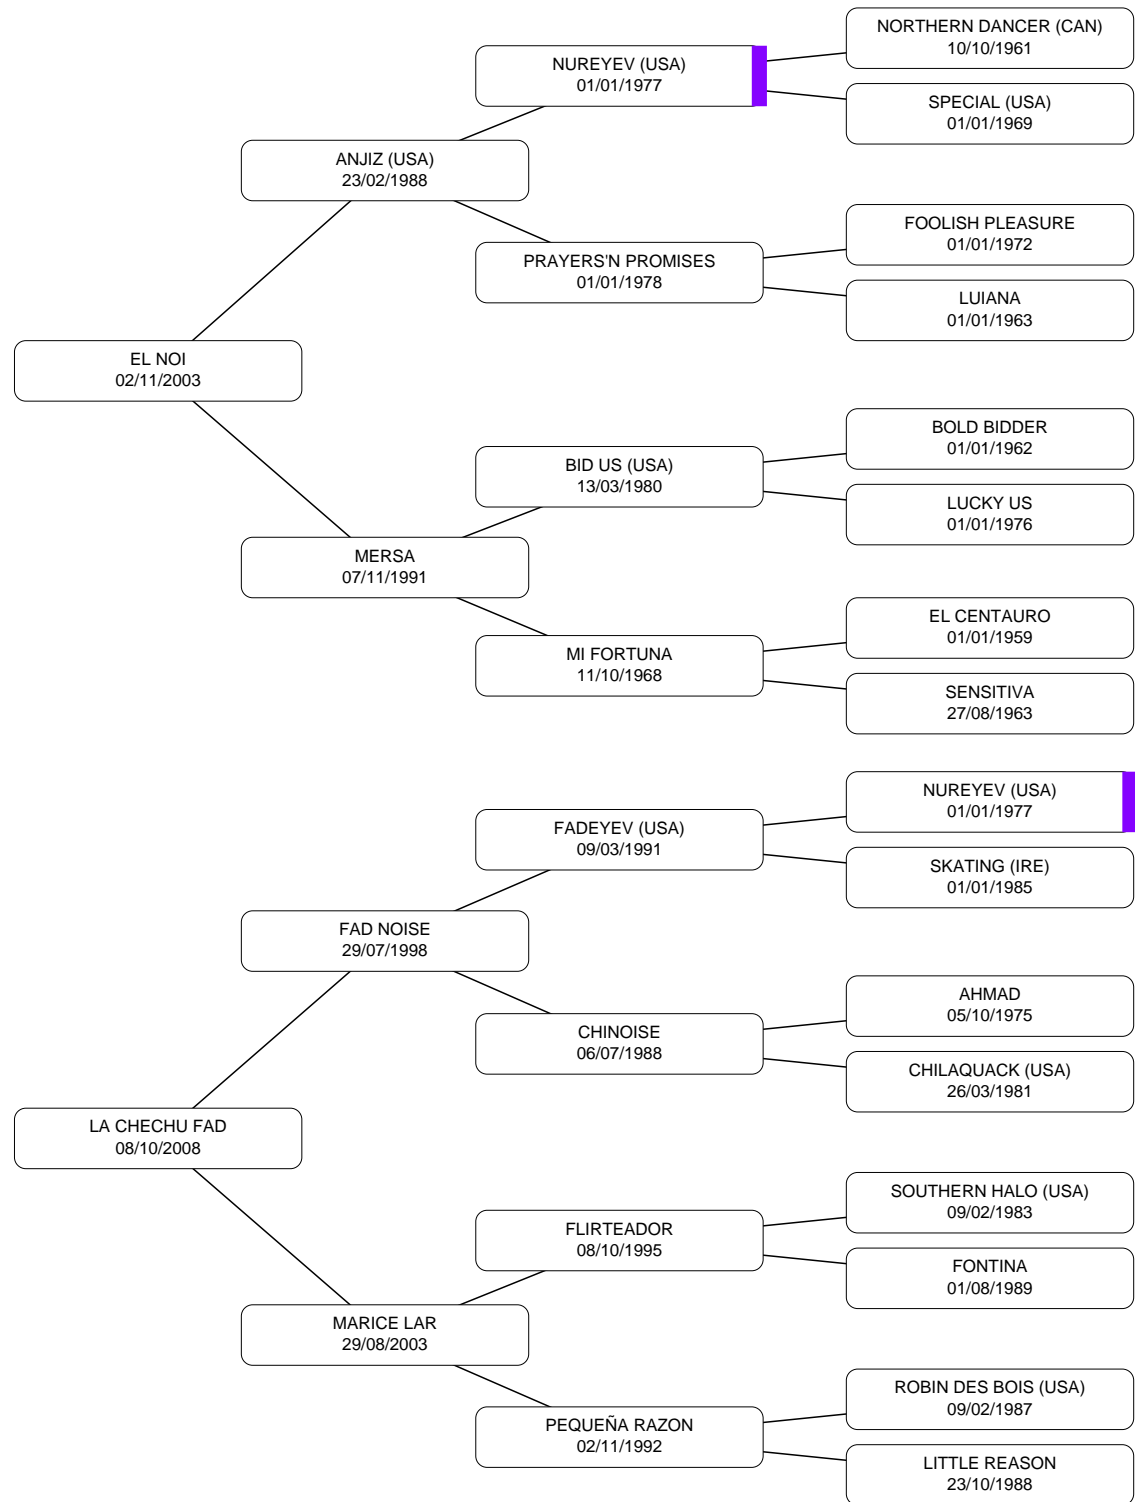 NORTHERN DANCER (CAN)
10/10/1961
NUREYEV (USA)
01/01/1977
SPECIAL (USA)
01/01/1969
ANJIZ (USA)
23/02/1988
FOOLISH PLEASURE
01/01/1972
PRAYERS'N PROMISES
01/01/1978
LUIANA
01/01/1963
EL NOI
02/11/2003
BOLD BIDDER
01/01/1962
BID US (USA)
13/03/1980
LUCKY US
01/01/1976
MERSA
07/11/1991
EL CENTAURO
01/01/1959
MI FORTUNA
11/10/1968
SENSITIVA
27/08/1963
NUREYEV (USA)
01/01/1977
FADEYEV (USA)
09/03/1991
SKATING (IRE)
01/01/1985
FAD NOISE
29/07/1998
AHMAD
05/10/1975
CHINOISE
06/07/1988
CHILAQUACK (USA)
26/03/1981
LA CHECHU FAD
08/10/2008
SOUTHERN HALO (USA)
09/02/1983
FLIRTEADOR
08/10/1995
FONTINA
01/08/1989
MARICE LAR
29/08/2003
ROBIN DES BOIS (USA)
09/02/1987
PEQUEÑA RAZON
02/11/1992
LITTLE REASON
23/10/1988